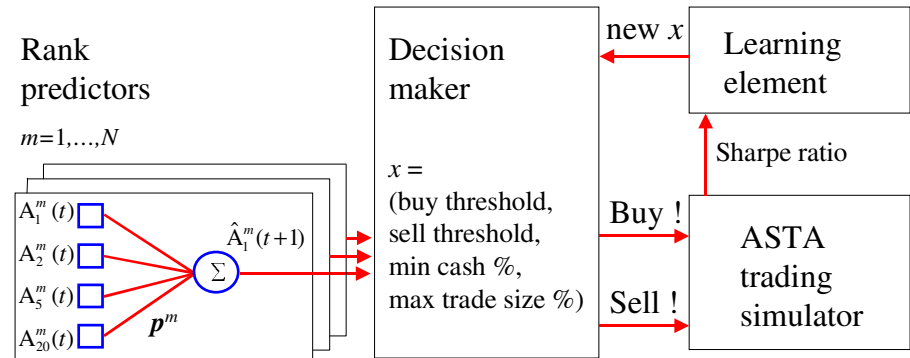 Rank
predictors
m=1,...,N
A₁ᵐ(t)
A₂ᵐ(t)
A₅ᵐ(t)
A₂₀ᵐ(t)
Σ
Â₁ᵐ(t+1)
pᵐ
Decision
maker
x =
(buy threshold,
sell threshold,
min cash %,
max trade size %)
new x
Learning
element
Sharpe ratio
Buy !
Sell !
ASTA
trading
simulator